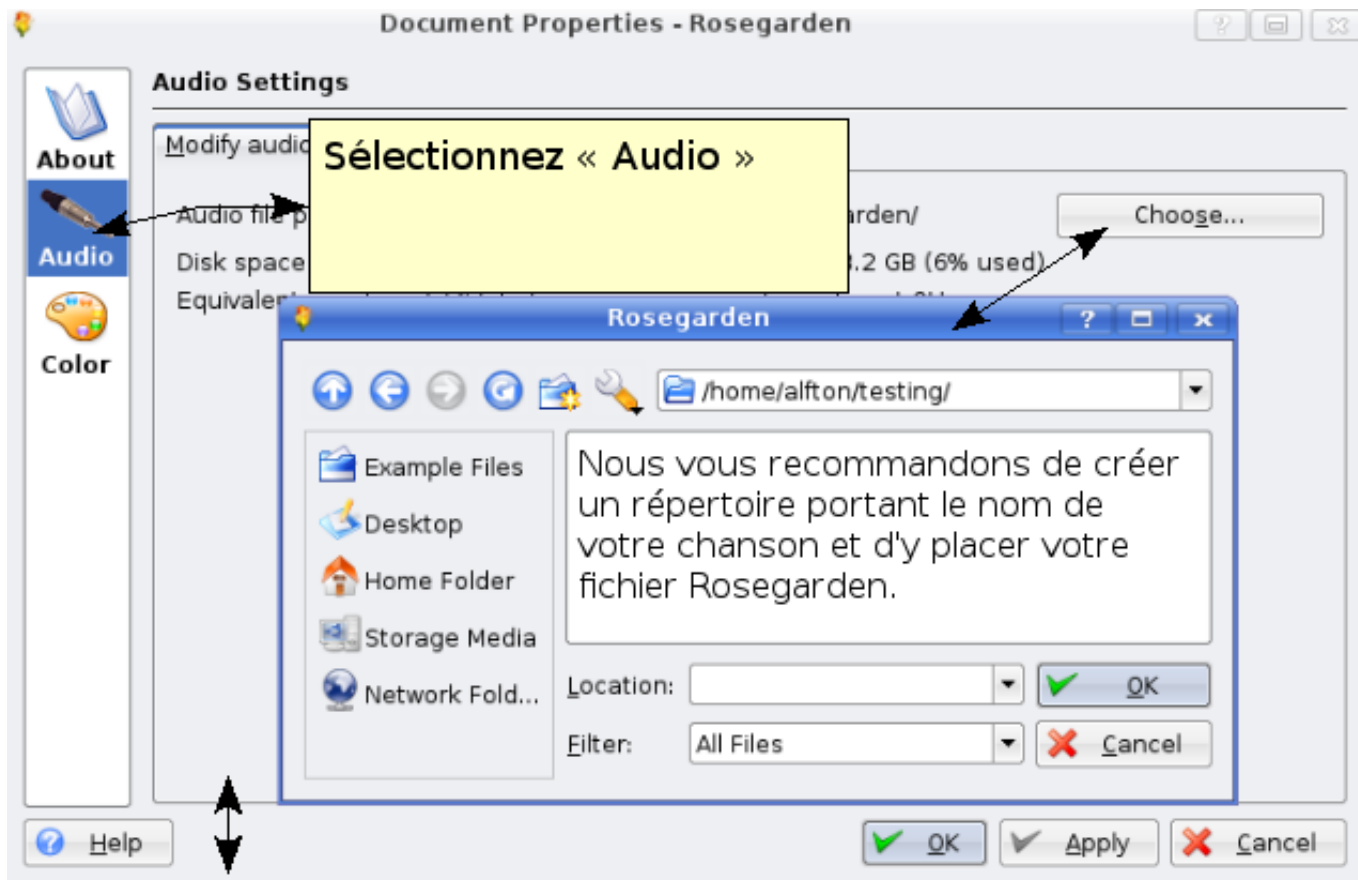 Document Properties - Rosegarden
Audio Settings
About
Modify audio
Sélectionnez « Audio »
Audio file p
arden/
Choose...
Audio
Disk space
.2 GB (6% used)
Equivalent
Rosegarden
Color
/home/alfton/testing/
Example Files
Desktop
Home Folder
Storage Media
Network Fold...
Nous vous recommandons de créer
un répertoire portant le nom de
votre chanson et d'y placer votre
fichier Rosegarden.
Location:
OK
Filter:
All Files
Cancel
Help
OK
Apply
Cancel